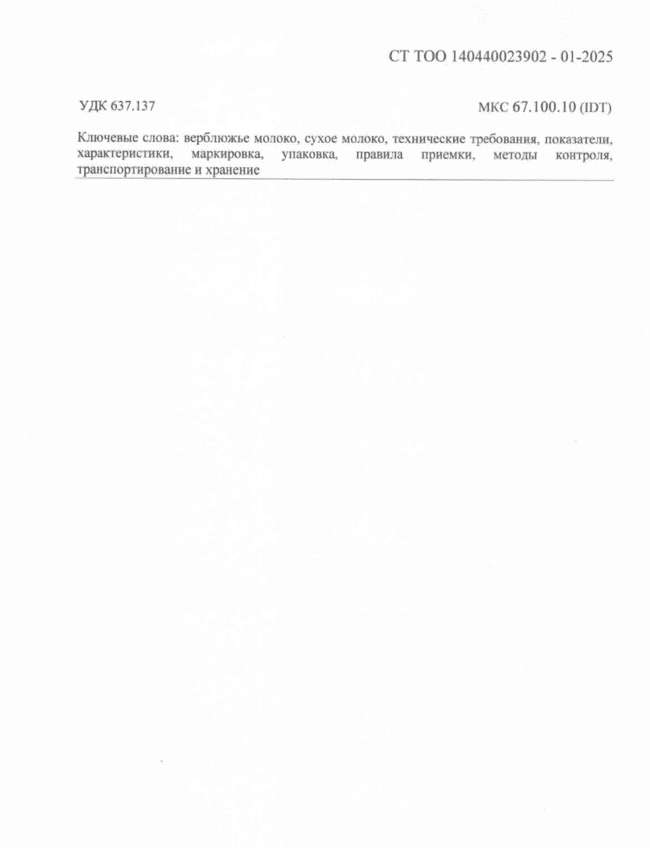 СТ ТОО 140440023902 - 01-2025
УДК 637.137 МКС 67.100.10 (IDT)
Ключевые слова: верблюжье молоко, сухое молоко, технические требования, показатели,
характеристики, маркировка, упаковка, правила приемки, методы контроля,
транспортирование и хранение